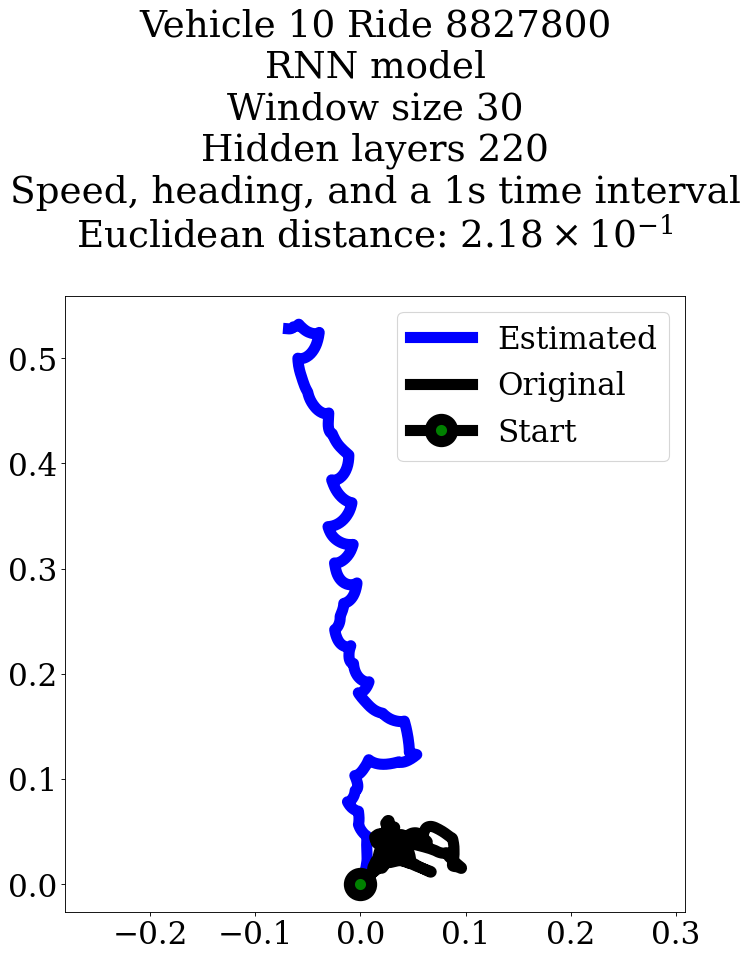 Vehicle 10 Ride 8827800
RNN model
Window size 30
Hidden layers 220
Speed, heading, and a 1s time interval
Euclidean distance: 2.18 × 10⁻¹
Estimated
Original
Start
0.5
0.4
0.3
0.2
0.1
0.0
−0.2 −0.1 0.0 0.1 0.2 0.3